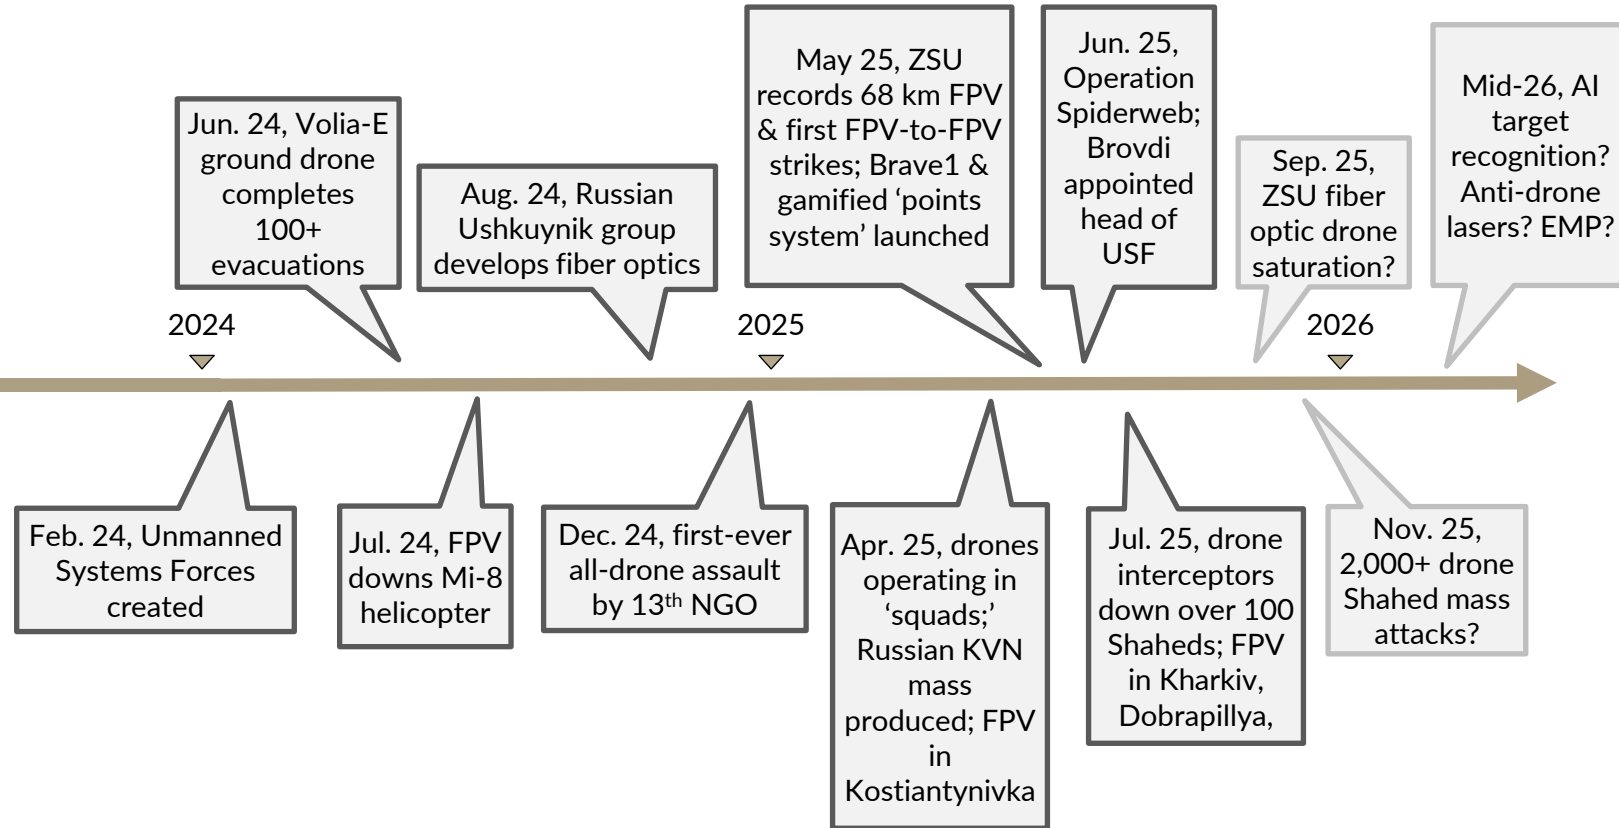 Jun. 24, Volia-E
ground drone
completes
100+
evacuations
Aug. 24, Russian
Ushkuynik group
develops fiber optics
May 25, ZSU
records 68 km FPV
& first FPV-to-FPV
strikes; Brave1 &
gamified ‘points
system’ launched
Jun. 25,
Operation
Spiderweb;
Brovdi
appointed
head of
USF
Sep. 25,
ZSU fiber
optic drone
saturation?
Mid-26, AI
target
recognition?
Anti-drone
lasers? EMP?
2024
2025
2026
Feb. 24, Unmanned
Systems Forces
created
Jul. 24, FPV
downs Mi-8
helicopter
Dec. 24, first-ever
all-drone assault
by 13th NGO
Apr. 25, drones
operating in
‘squads;’
Russian KVN
mass
produced; FPV
in
Kostiantynivka
Jul. 25, drone
interceptors
down over 100
Shaheds; FPV
in Kharkiv,
Dobrapillya,
Nov. 25,
2,000+ drone
Shahed mass
attacks?